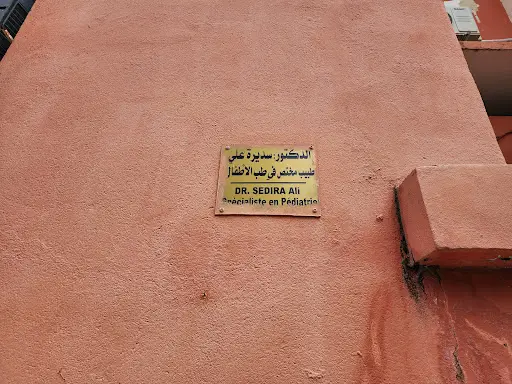 الدكتور: سديرة علي
طبيب مختص في طب الأطفال
DR. SEDIRA Ali
Spécialiste en Pédiatrie